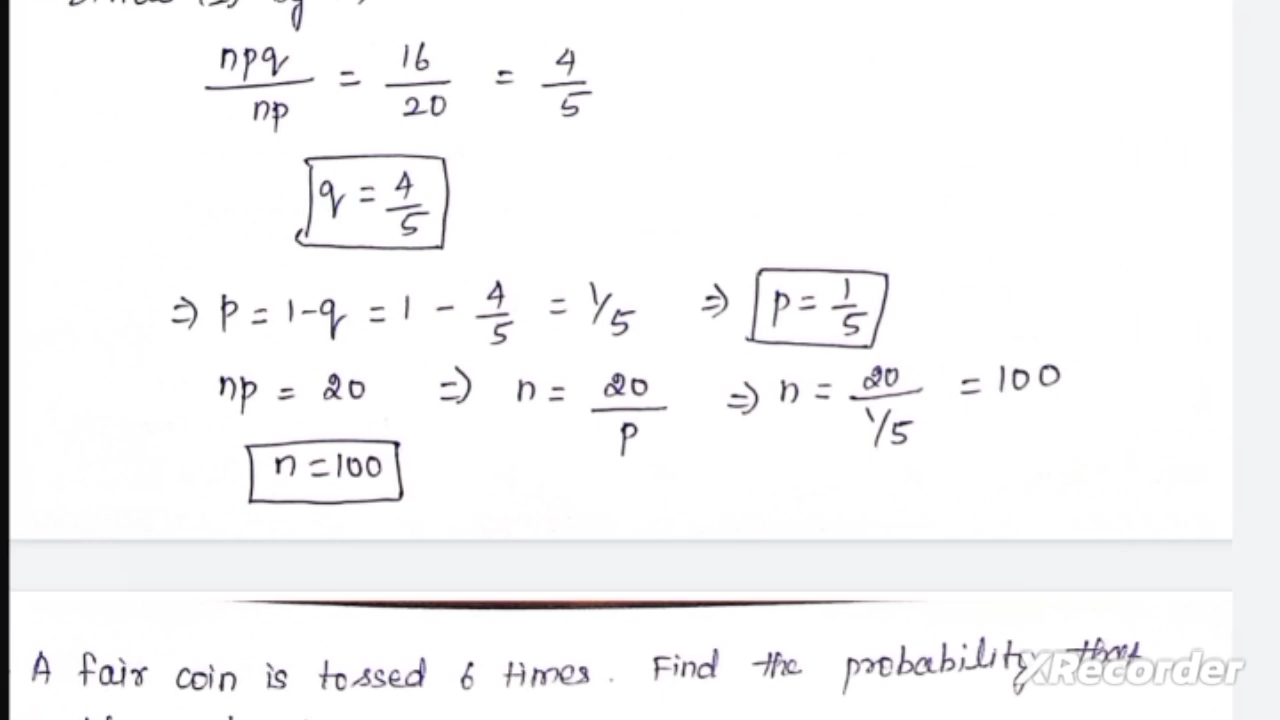 npq / np = 16 / 20 = 4 / 5
q = 4/5
⇒ p = 1-q = 1 - 4/5 = 1/5 ⇒ p = 1/5
np = 20 ⇒ n = 20/p ⇒ n = 20 / 1/5 = 100
n = 100
A fair coin is tossed 6 times. Find the probability that
XRecorder